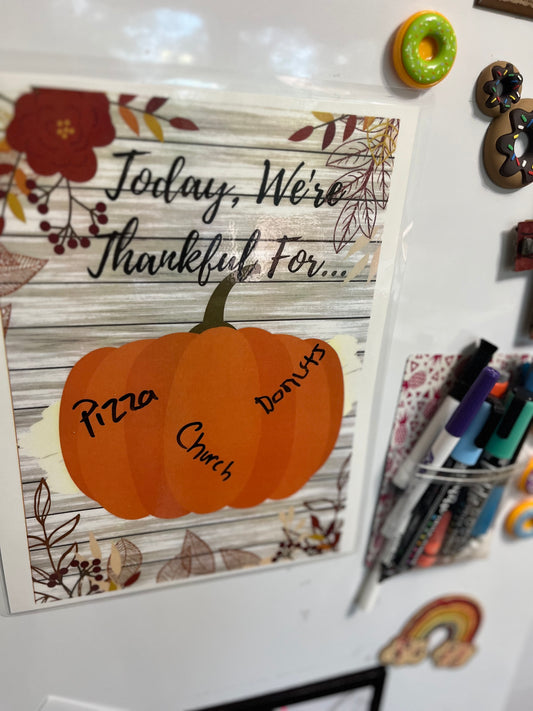 Today, We're
Thankful For...
Pizza
Donuts
Church